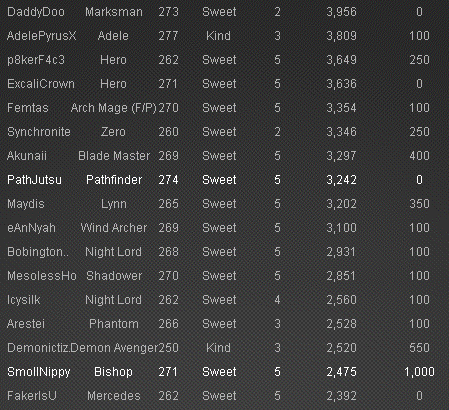 DaddyDoo Marksman 273 Sweet 2 3,956 0
AdelePyrusX Adele 277 Kind 3 3,809 100
p8kerF4c3 Hero 262 Sweet 5 3,649 250
ExcaliCrown Hero 271 Sweet 5 3,636 0
Femtas Arch Mage (F/P) 270 Sweet 5 3,354 100
Synchronite Zero 260 Sweet 2 3,346 250
Akunaii Blade Master 269 Sweet 5 3,297 400
PathJutsu Pathfinder 274 Sweet 5 3,242 0
Maydis Lynn 265 Sweet 5 3,202 350
eAnNyah Wind Archer 269 Sweet 5 3,100 100
Bobington.. Night Lord 268 Sweet 5 2,931 100
MesolessHo Shadower 270 Sweet 5 2,851 100
Icysilk Night Lord 262 Sweet 4 2,560 100
Arestei Phantom 266 Sweet 3 2,528 100
Demonictiz. Demon Avenger 250 Kind 3 2,520 550
SmollNippy Bishop 271 Sweet 5 2,475 1,000
FakerIsU Mercedes 262 Sweet 5 2,392 0